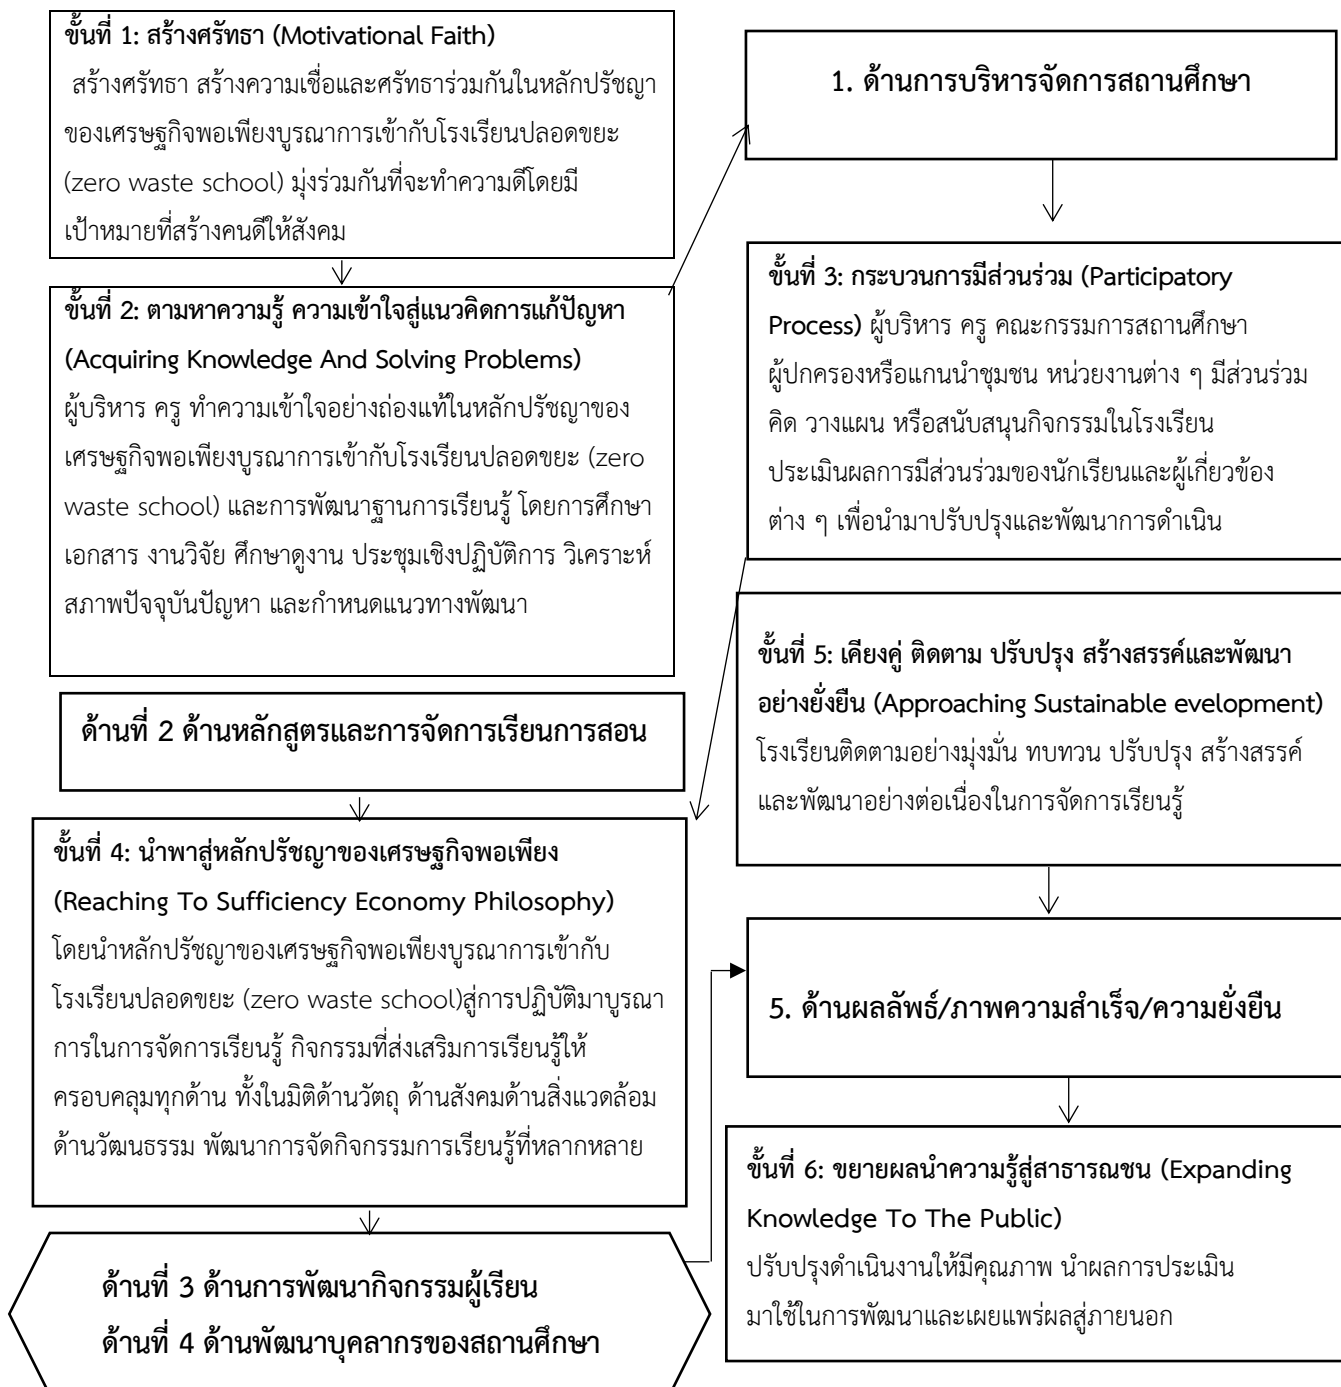 ขั้นที่ 1: สร้างศรัทธา (Motivational Faith)
สร้างศรัทธา สร้างความเชื่อและศรัทธาร่วมกันในหลักปรัชญา
ของเศรษฐกิจพอเพียงบูรณาการเข้ากับโรงเรียนปลอดขยะ
(zero waste school) มุ่งร่วมกันที่จะทำความดีโดยมี
เป้าหมายที่สร้างคนดีให้สังคม
ขั้นที่ 2: ตามหาความรู้ ความเข้าใจสู่แนวคิดการแก้ปัญหา
(Acquiring Knowledge And Solving Problems)
ผู้บริหาร ครู ทำความเข้าใจอย่างถ่องแท้ในหลักปรัชญาของ
เศรษฐกิจพอเพียงบูรณาการเข้ากับโรงเรียนปลอดขยะ (zero
waste school) และการพัฒนาฐานการเรียนรู้ โดยการศึกษา
เอกสาร งานวิจัย ศึกษาดูงาน ประชุมเชิงปฏิบัติการ วิเคราะห์
สภาพปัจจุบันปัญหา และกำหนดแนวทางพัฒนา
1. ด้านการบริหารจัดการสถานศึกษา
ขั้นที่ 3: กระบวนการมีส่วนร่วม (Participatory
Process) ผู้บริหาร ครู คณะกรรมการสถานศึกษา
ผู้ปกครองหรือแกนนำชุมชน หน่วยงานต่าง ๆ มีส่วนร่วม
คิด วางแผน หรือสนับสนุนกิจกรรมในโรงเรียน
ประเมินผลการมีส่วนร่วมของนักเรียนและผู้เกี่ยวข้อง
ต่าง ๆ เพื่อนำมาปรับปรุงและพัฒนาการดำเนิน
ด้านที่ 2 ด้านหลักสูตรและการจัดการเรียนการสอน
ขั้นที่ 4: นำพาสู่หลักปรัชญาของเศรษฐกิจพอเพียง
(Reaching To Sufficiency Economy Philosophy)
โดยนำหลักปรัชญาของเศรษฐกิจพอเพียงบูรณาการเข้ากับ
โรงเรียนปลอดขยะ (zero waste school)สู่การปฏิบัติมาบูรณา
การในการจัดการเรียนรู้ กิจกรรมที่ส่งเสริมการเรียนรู้ให้
ครอบคลุมทุกด้าน ทั้งในมิติด้านวัตถุ ด้านสังคมด้านสิ่งแวดล้อม
ด้านวัฒนธรรม พัฒนาการจัดกิจกรรมการเรียนรู้ที่หลากหลาย
ด้านที่ 3 ด้านการพัฒนากิจกรรมผู้เรียน
ด้านที่ 4 ด้านพัฒนาบุคลากรของสถานศึกษา
ขั้นที่ 5: เคียงคู่ ติดตาม ปรับปรุง สร้างสรรค์และพัฒนา
อย่างยั่งยืน (Approaching Sustainable evelopment)
โรงเรียนติดตามอย่างมุ่งมั่น ทบทวน ปรับปรุง สร้างสรรค์
และพัฒนาอย่างต่อเนื่องในการจัดการเรียนรู้
5. ด้านผลลัพธ์/ภาพความสำเร็จ/ความยั่งยืน
ขั้นที่ 6: ขยายผลนำความรู้สู่สาธารณชน (Expanding
Knowledge To The Public)
ปรับปรุงดำเนินงานให้มีคุณภาพ นำผลการประเมิน
มาใช้ในการพัฒนาและเผยแพร่ผลสู่ภายนอก